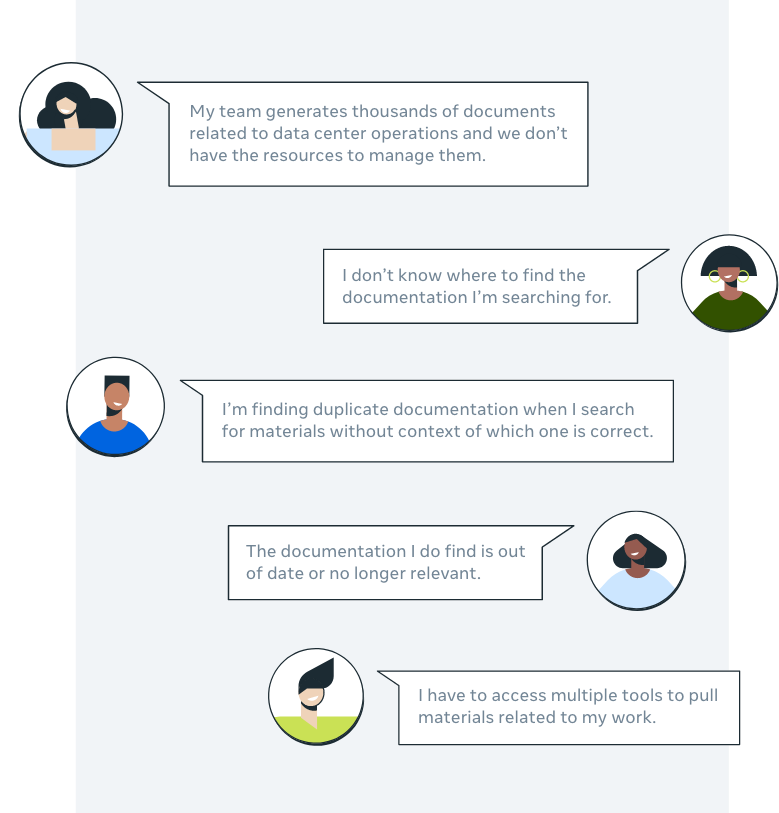 My team generates thousands of documents
related to data center operations and we don’t
have the resources to manage them.
I don’t know where to find the
documentation I’m searching for.
I’m finding duplicate documentation when I search
for materials without context of which one is correct.
The documentation I do find is out
of date or no longer relevant.
I have to access multiple tools to pull
materials related to my work.